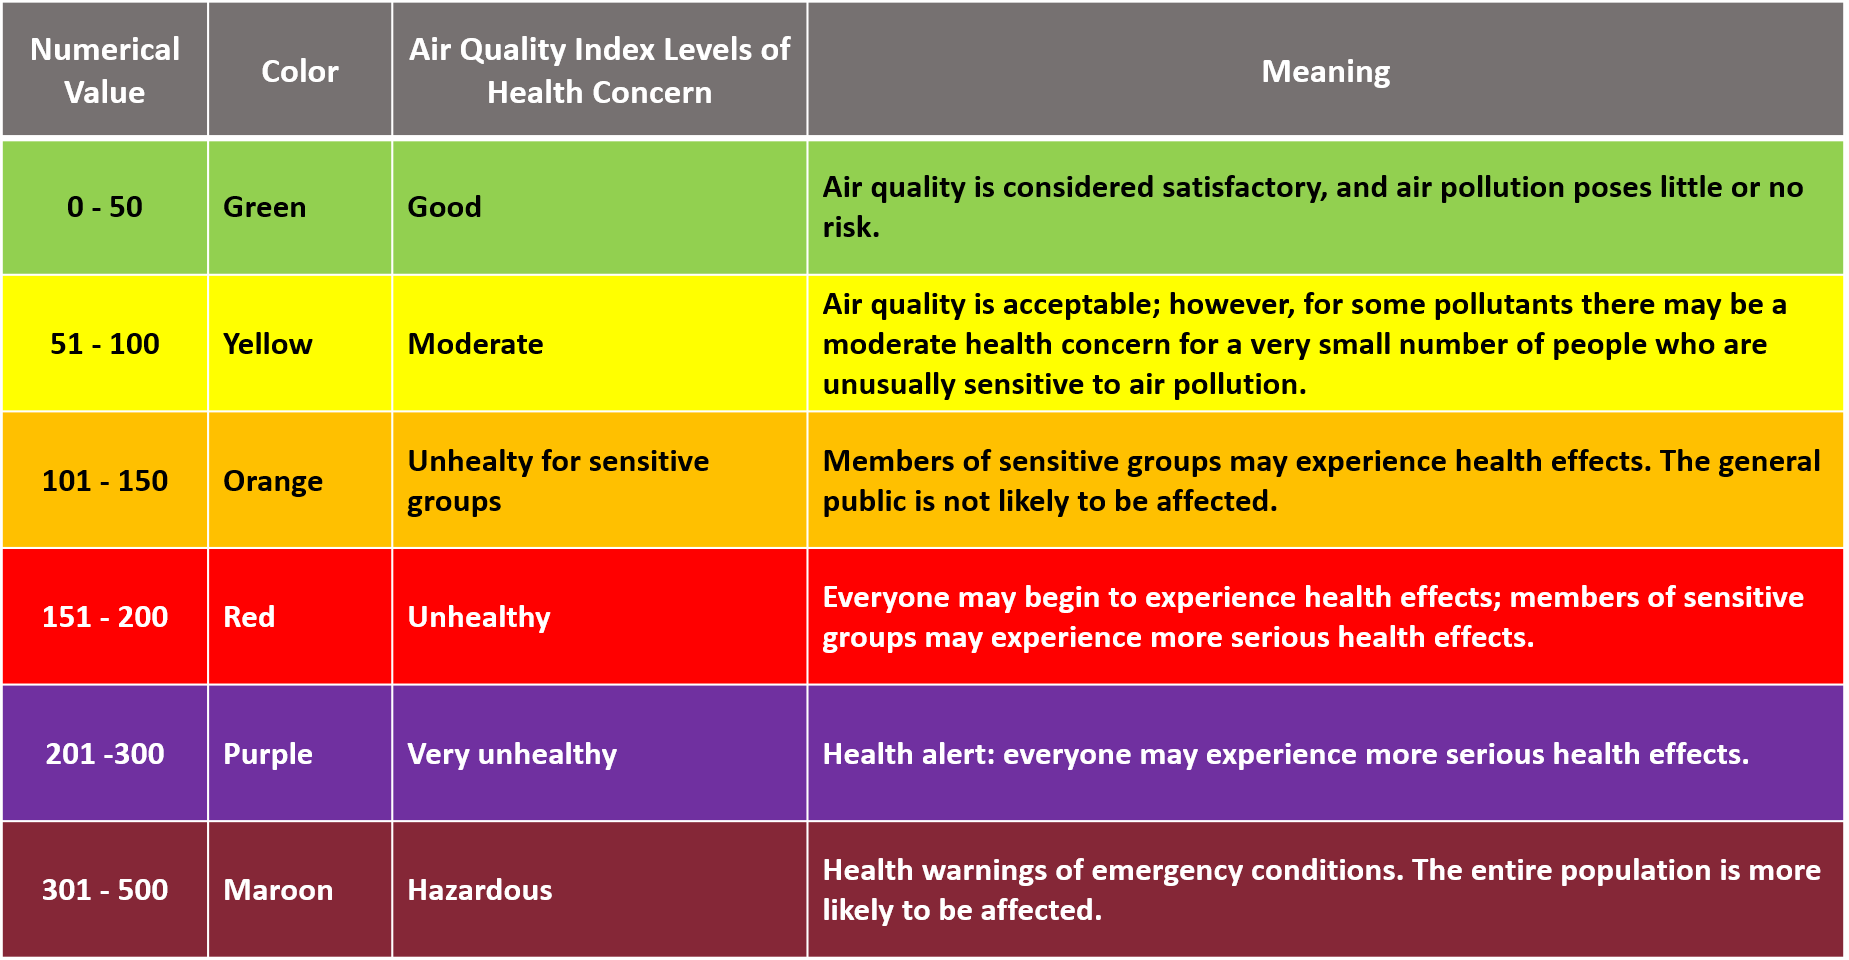 Numerical
Value
Color
Air Quality Index Levels of
Health Concern
Meaning
0 - 50
Green
Good
Air quality is considered satisfactory, and air pollution poses little or no
risk.
51 - 100
Yellow
Moderate
Air quality is acceptable; however, for some pollutants there may be a
moderate health concern for a very small number of people who are
unusually sensitive to air pollution.
101 - 150
Orange
Unhealty for sensitive
groups
Members of sensitive groups may experience health effects. The general
public is not likely to be affected.
151 - 200
Red
Unhealthy
Everyone may begin to experience health effects; members of sensitive
groups may experience more serious health effects.
201 -300
Purple
Very unhealthy
Health alert: everyone may experience more serious health effects.
301 - 500
Maroon
Hazardous
Health warnings of emergency conditions. The entire population is more
likely to be affected.